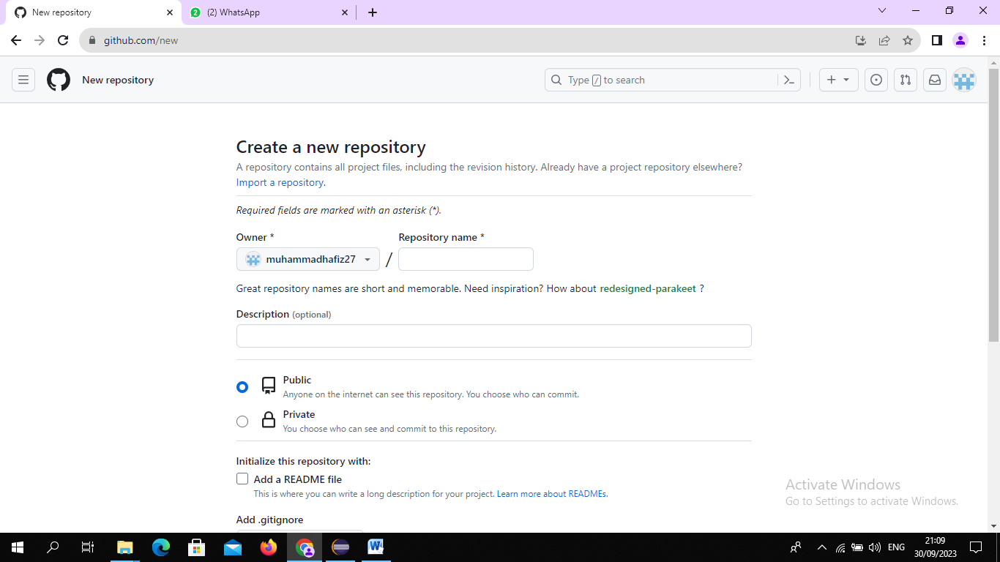 New repository
(2) WhatsApp
github.com/new
New repository
Type / to search
Create a new repository
A repository contains all project files, including the revision history. Already have a project repository elsewhere?
Import a repository.
Required fields are marked with an asterisk (*).
Owner *
Repository name *
muhammadhafiz27
/
Great repository names are short and memorable. Need inspiration? How about redesigned-parakeet ?
Description (optional)
Public
Anyone on the internet can see this repository. You choose who can commit.
Private
You choose who can see and commit to this repository.
Initialize this repository with:
Add a README file
This is where you can write a long description for your project. Learn more about READMEs.
Add .gitignore
Activate Windows
Go to Settings to activate Windows.
ENG
21:09
30/09/2023